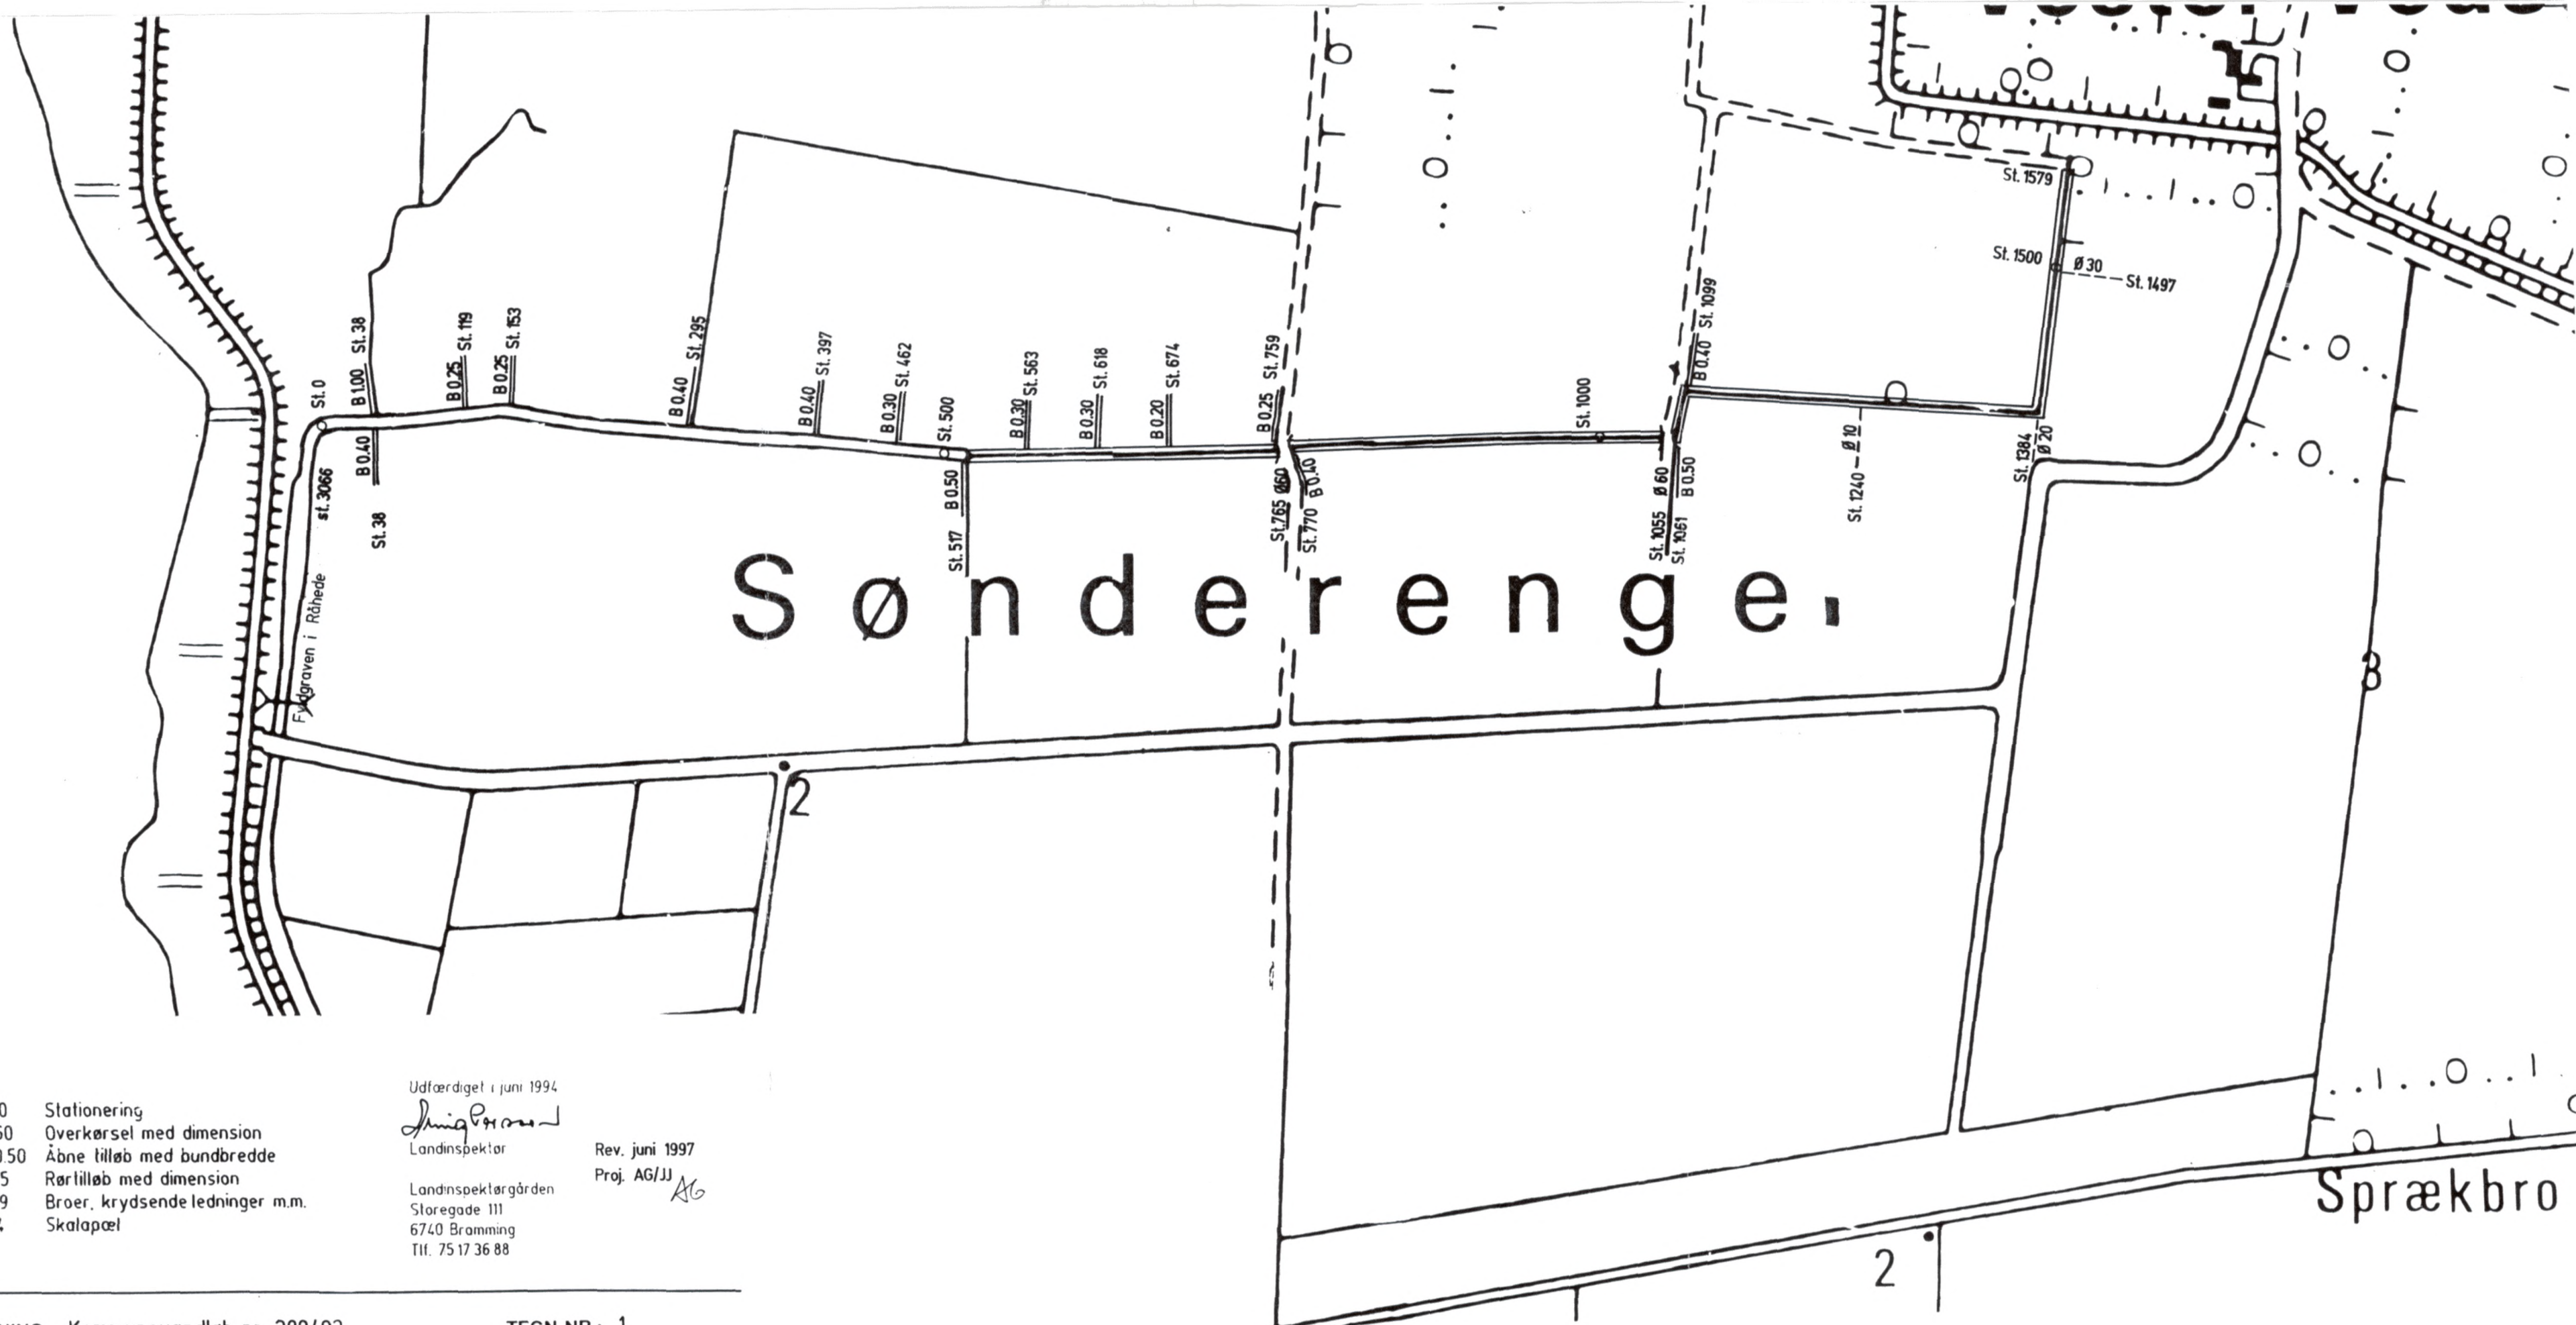 St. 1579
St. 1500
Ø 30
St. 1497
St. 0
B 1.00 St. 38
B 0.25 St. 119
B 0.25 St. 153
B 0.40 St. 295
B 0.40 St. 397
B 0.30 St. 462
St. 500
B 0.30 St. 563
B 0.30 St. 618
B 0.20 St. 674
B 0.25 St. 759
St. 1000
B 0.40 St. 1099
st. 3066
B 0.40
St. 38
B 0.50
St. 517
St. 765 Ø60
St. 770 B 0.40
St. 1055 Ø 60
St. 1061 B 0.50
St. 1240 Ø 10
St. 1384 Ø 20
Sønderenge
i Råhede
3
2
Udfærdiget i juni 1994
Landinspektør
Landinspektørgården
Storegade 111
6740 Bramming
Tlf. 75 17 36 88
Rev. juni 1997
Proj. AG/JJ
AG
Stationering
Overkørsel med dimension
Åbne tilløb med bundbredde
Rørtilløb med dimension
Broer, krydsende ledninger m.m.
Skalapæl
Sprækbro
2
TEGN.NR.: 1